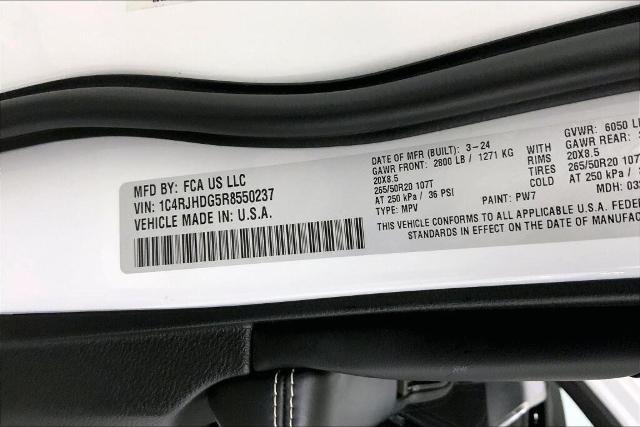 MFD BY: FCA US LLC
VIN: 1C4RJHDG5R8550237
VEHICLE MADE IN: U.S.A.
DATE OF MFR (BUILT): 3-24
GAWR FRONT: 2800 LB / 1271 KG
20X8.5
265/50R20 107T
AT 250 kPA / 36 PSI
TYPE: MPV
PAINT: PW7
WITH
RIMS
TIRES
COLD
GVWR: 6050
GAWR REAR:
20X8.5
265/50R20
AT 250 kPA /
MDH:
THIS VEHICLE CONFORMS TO ALL APPLICABLE U.S.A.
STANDARDS IN EFFECT ON THE DATE OF